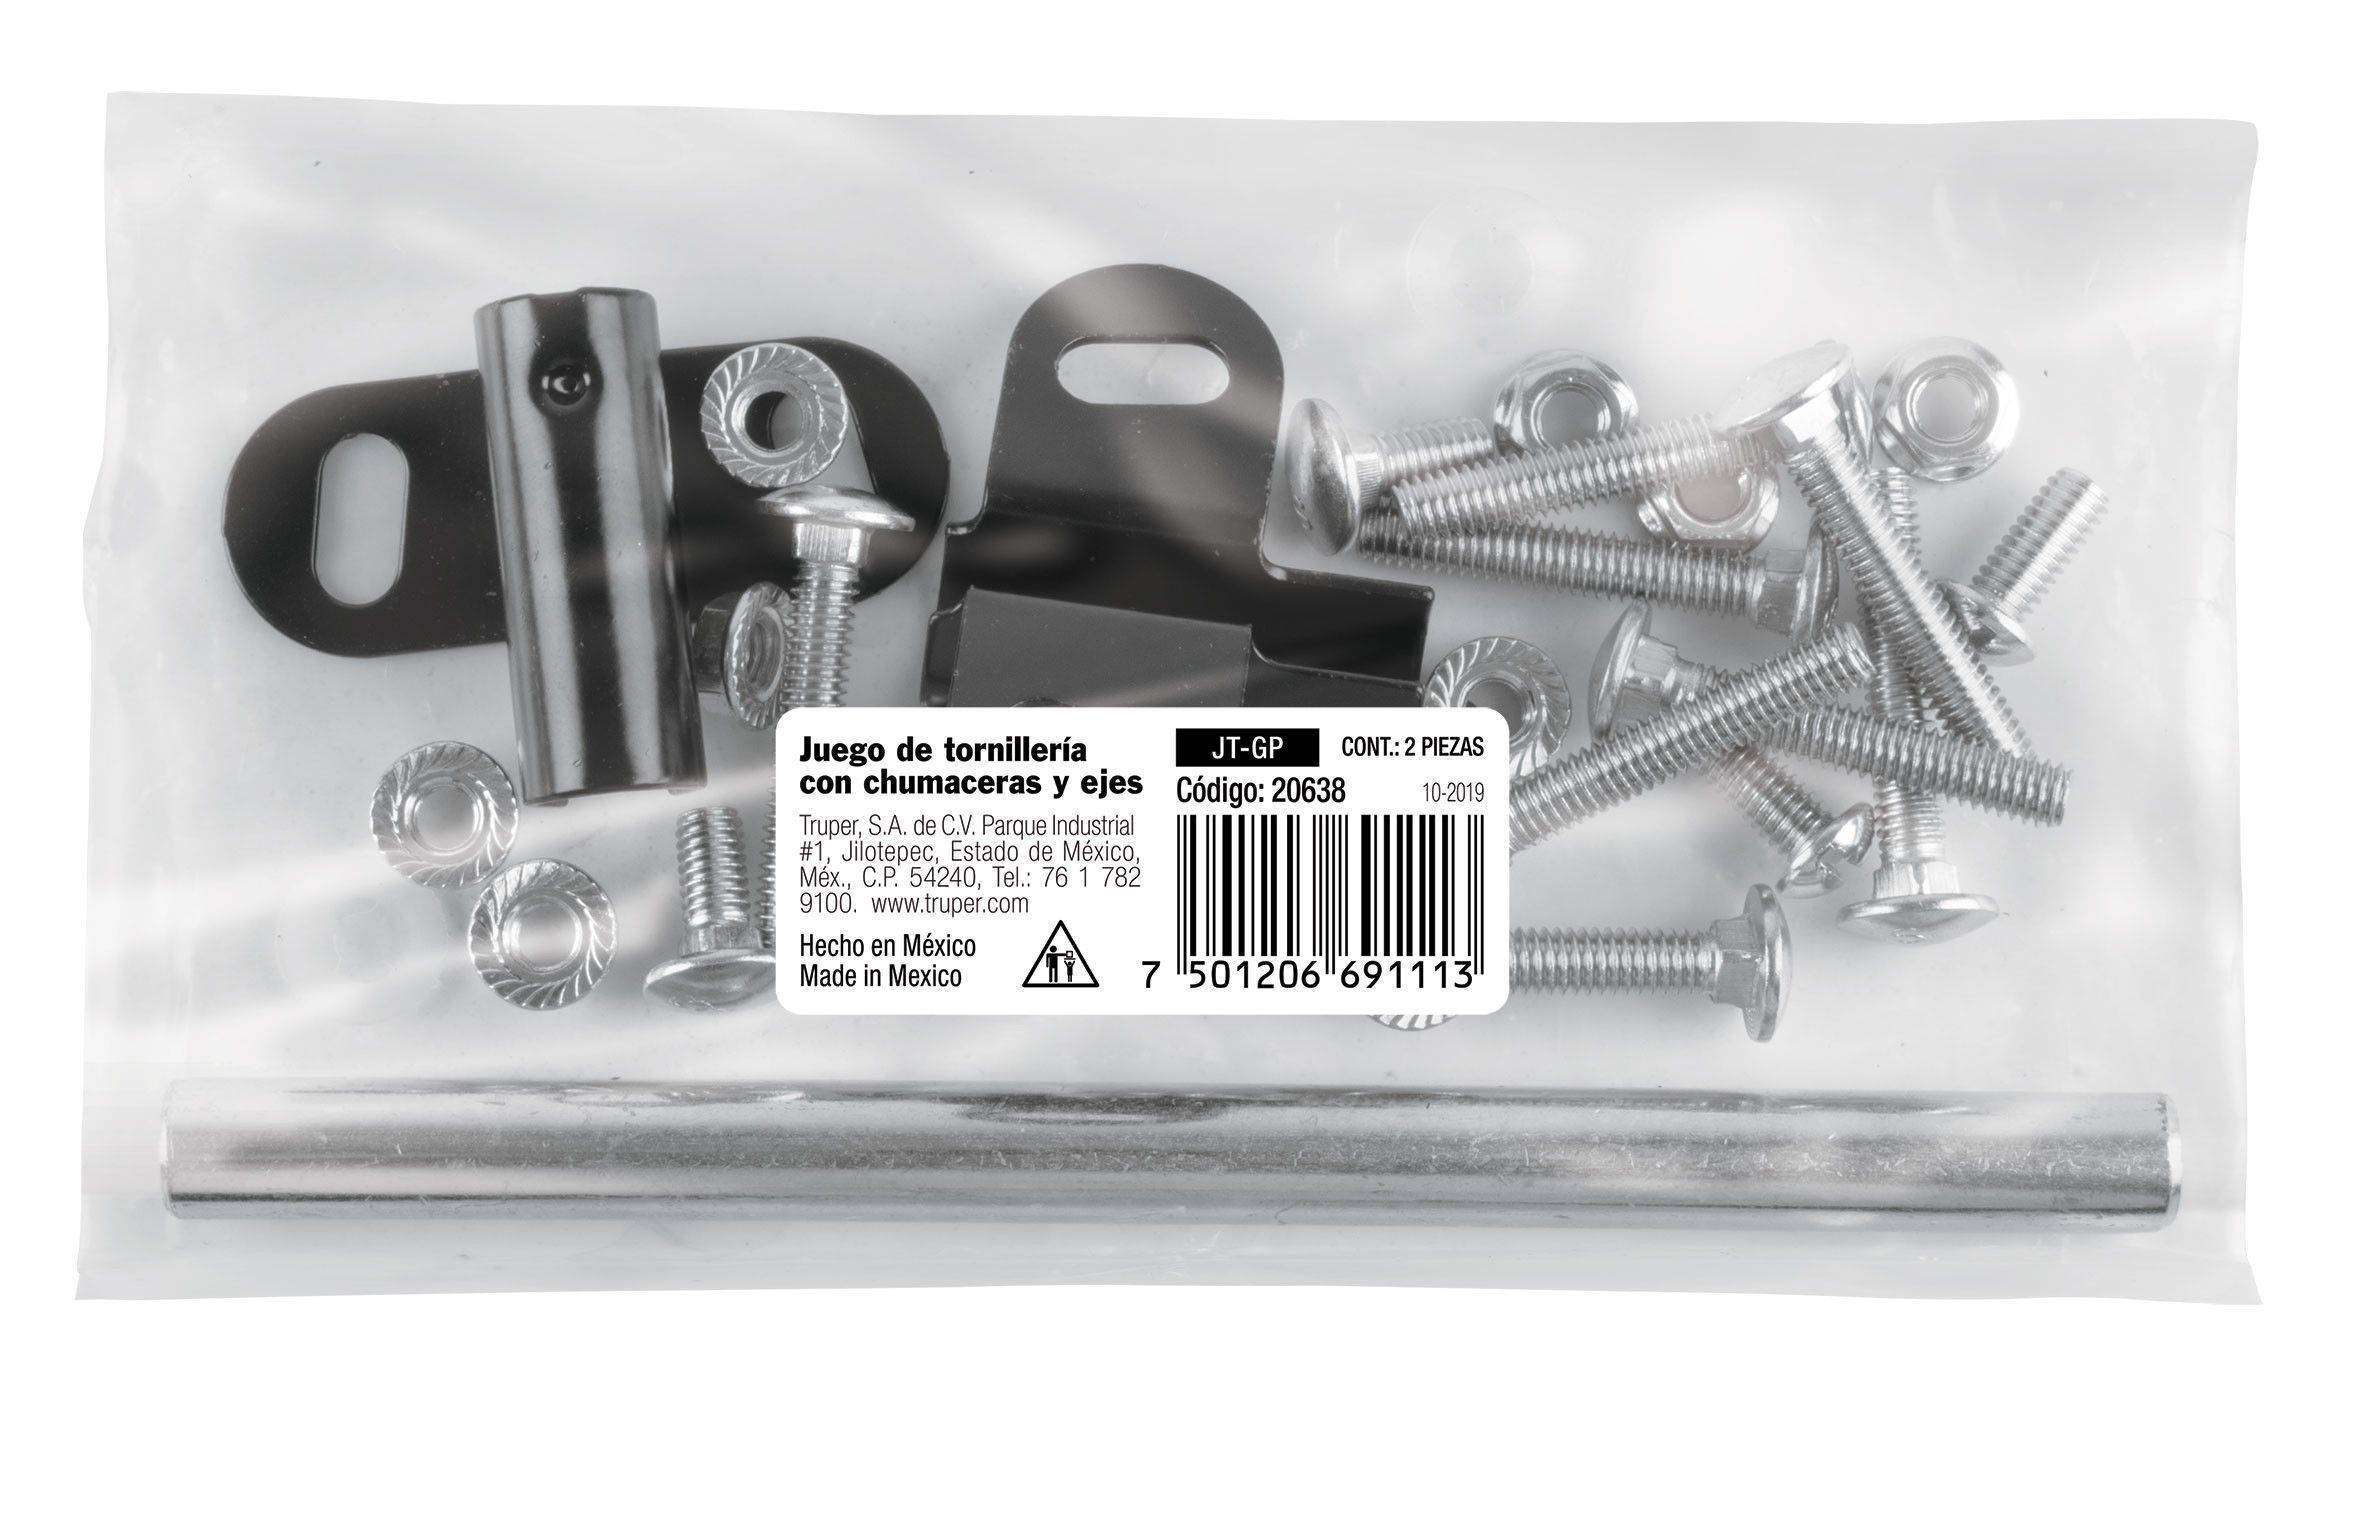 Juego de tornillería
con chumaceras y ejes
Truper, S.A. de C.V. Parque Industrial
#1, Jilotepec, Estado de México,
Méx., C.P. 54240, Tel.: 76 1 782
9100. www.truper.com
Hecho en México
Made in Mexico
JT-GP CONT.: 2 PIEZAS
Código: 20638 10-2019
7 501206 691113